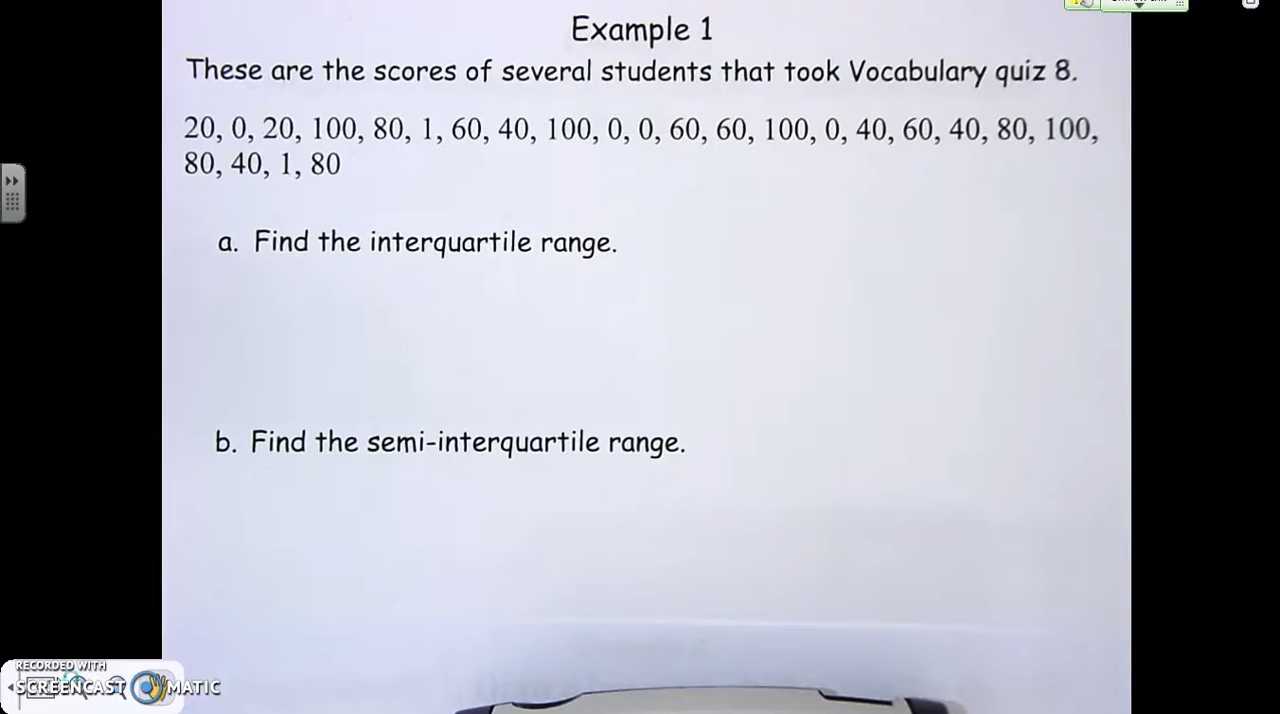 Example 1
These are the scores of several students that took Vocabulary quiz 8.
20, 0, 20, 100, 80, 1, 60, 40, 100, 0, 0, 60, 60, 100, 0, 40, 60, 40, 80, 100,
80, 40, 1, 80
a. Find the interquartile range.
b. Find the semi-interquartile range.
RECORDED WITH
SCREENCAST MATIC